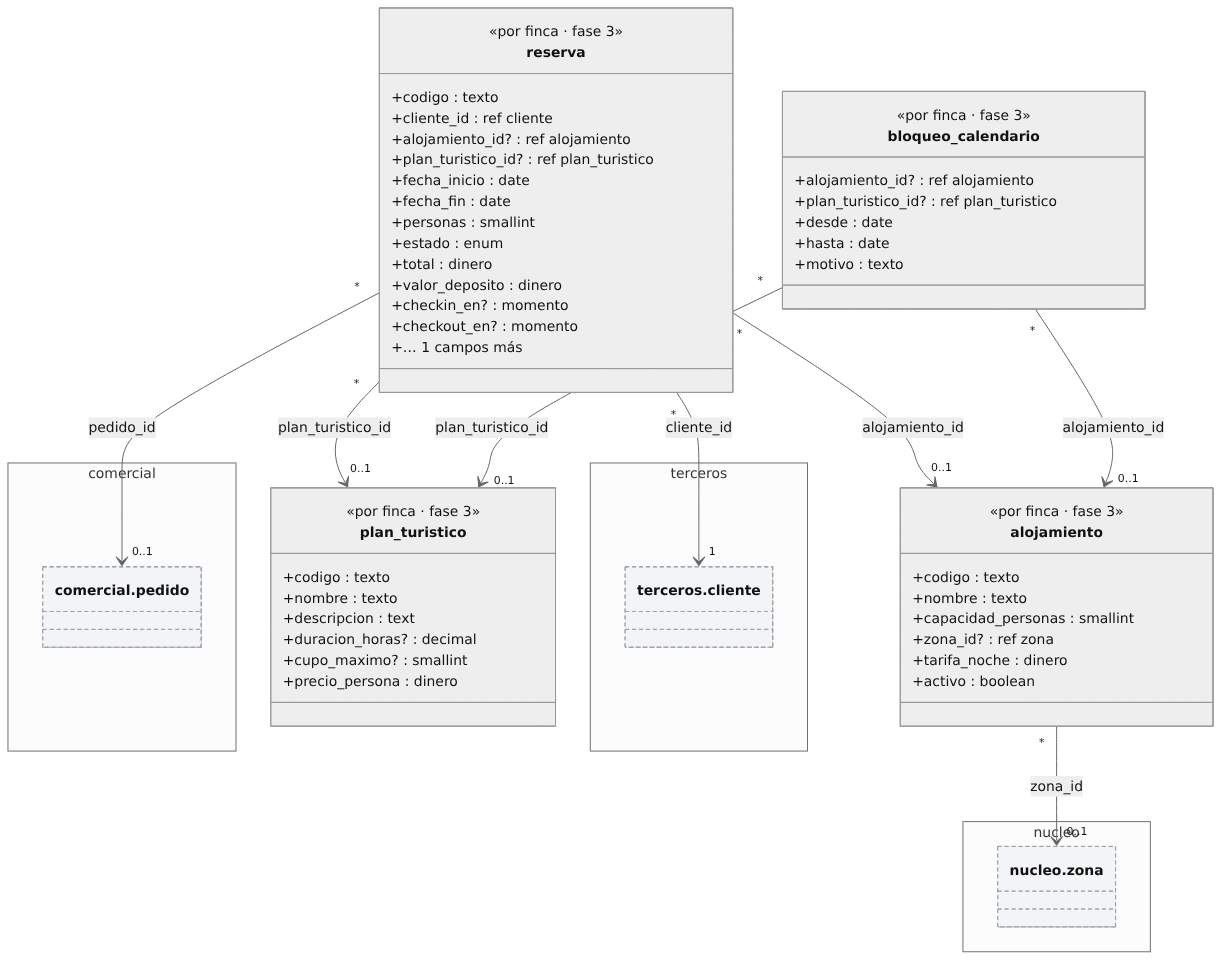 «por finca · fase 3»
reserva
+codigo : texto
+cliente_id : ref cliente
+alojamiento_id? : ref alojamiento
+plan_turistico_id? : ref plan_turistico
+fecha_inicio : date
+fecha_fin : date
+personas : smallint
+estado : enum
+total : dinero
+valor_deposito : dinero
+checkin_en? : momento
+checkout_en? : momento
+... 1 campos más
«por finca · fase 3»
bloqueo_calendario
+alojamiento_id? : ref alojamiento
+plan_turistico_id? : ref plan_turistico
+desde : date
+hasta : date
+motivo : texto
*
*
*
*
*
*
pedido_id
plan_turistico_id
plan_turistico_id
cliente_id
alojamiento_id
alojamiento_id
comercial
0..1
0..1
terceros
0..1
0..1
0..1
comercial.pedido
«por finca · fase 3»
plan_turistico
+codigo : texto
+nombre : texto
+descripcion : text
+duracion_horas? : decimal
+cupo_maximo? : smallint
+precio_persona : dinero
1
terceros.cliente
«por finca · fase 3»
alojamiento
+codigo : texto
+nombre : texto
+capacidad_personas : smallint
+zona_id? : ref zona
+tarifa_noche : dinero
+activo : boolean
*
zona_id
nucleo
0..1
nucleo.zona